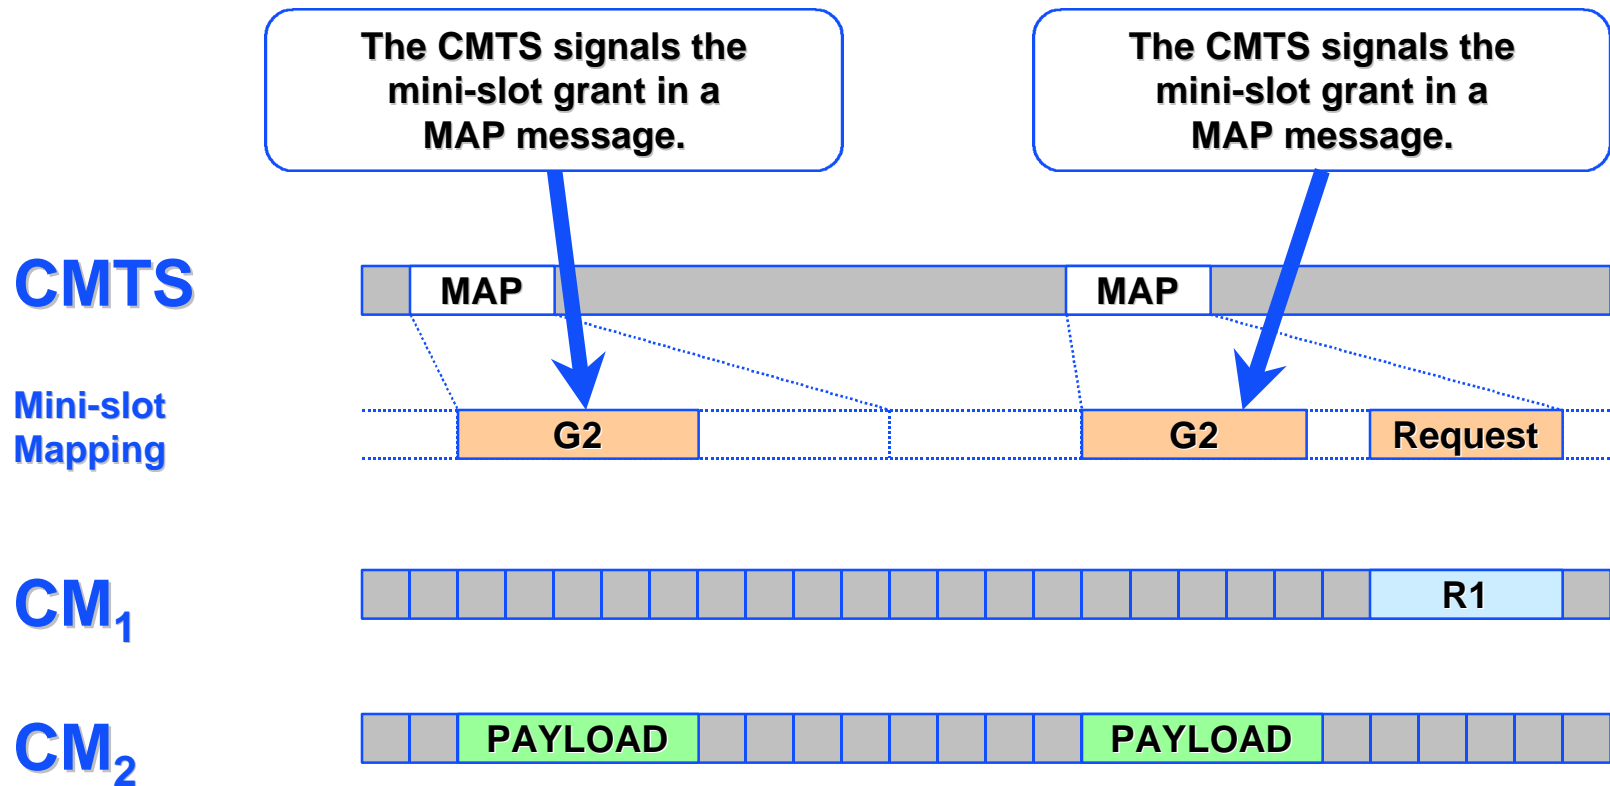 The CMTS signals the
mini-slot grant in a
MAP message.
The CMTS signals the
mini-slot grant in a
MAP message.
CMTS
MAP
MAP
Mini-slot
Mapping
G2
G2
Request
CM1
R1
CM2
PAYLOAD
PAYLOAD